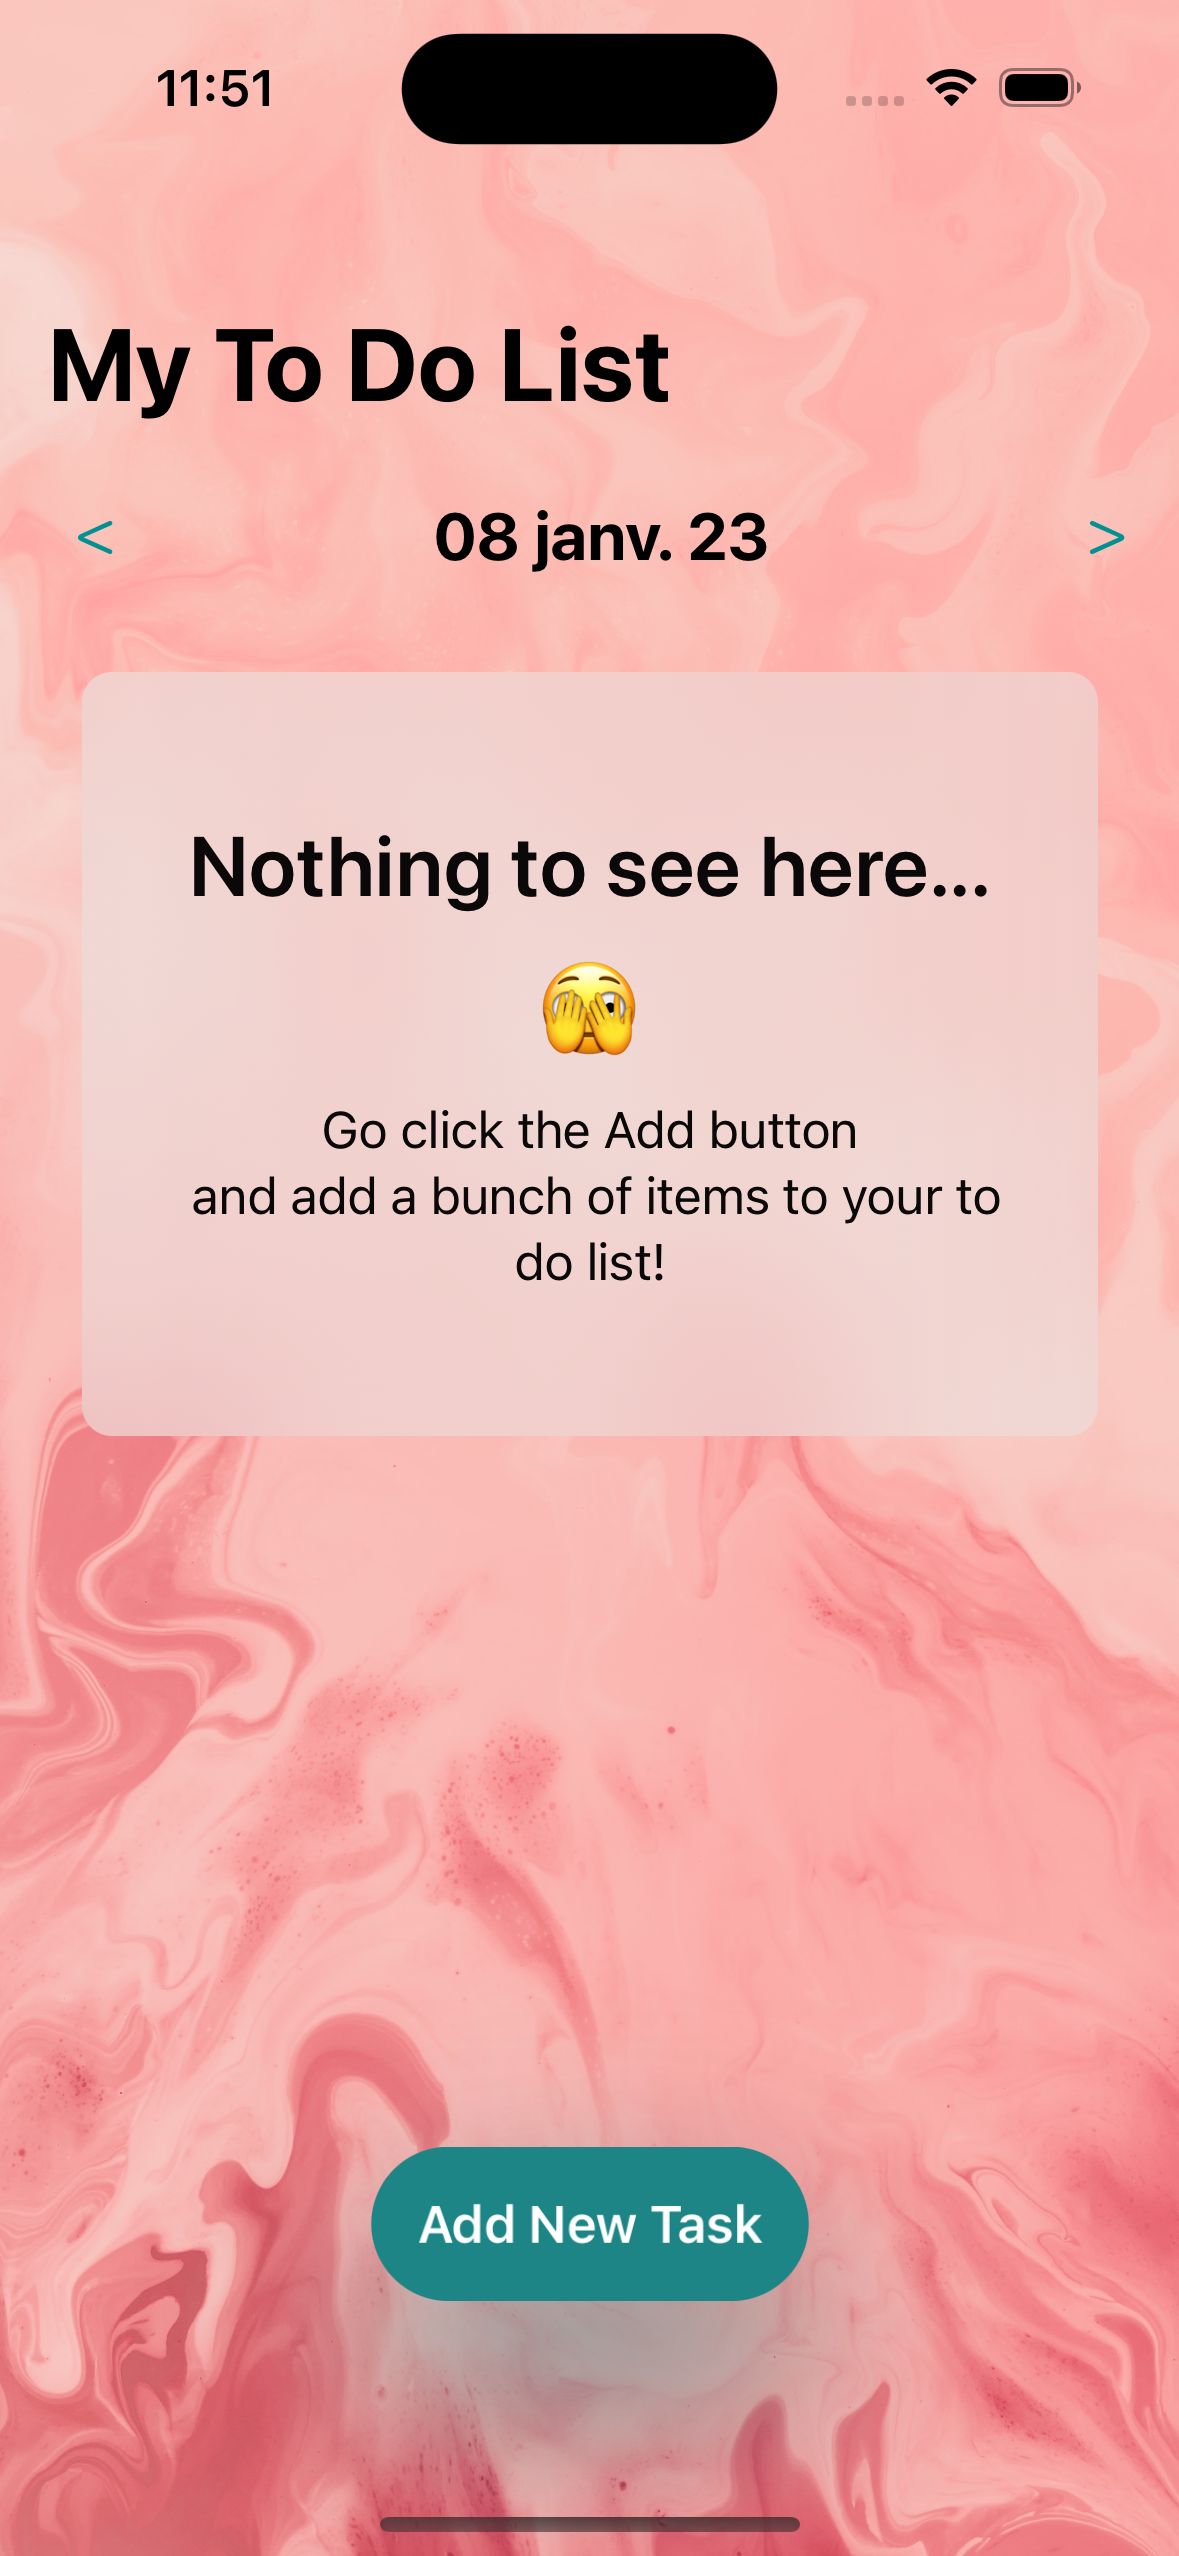 11:51
My To Do List
< 08 janv. 23 >
Nothing to see here...
🫣
Go click the Add button
and add a bunch of items to your to
do list!
Add New Task